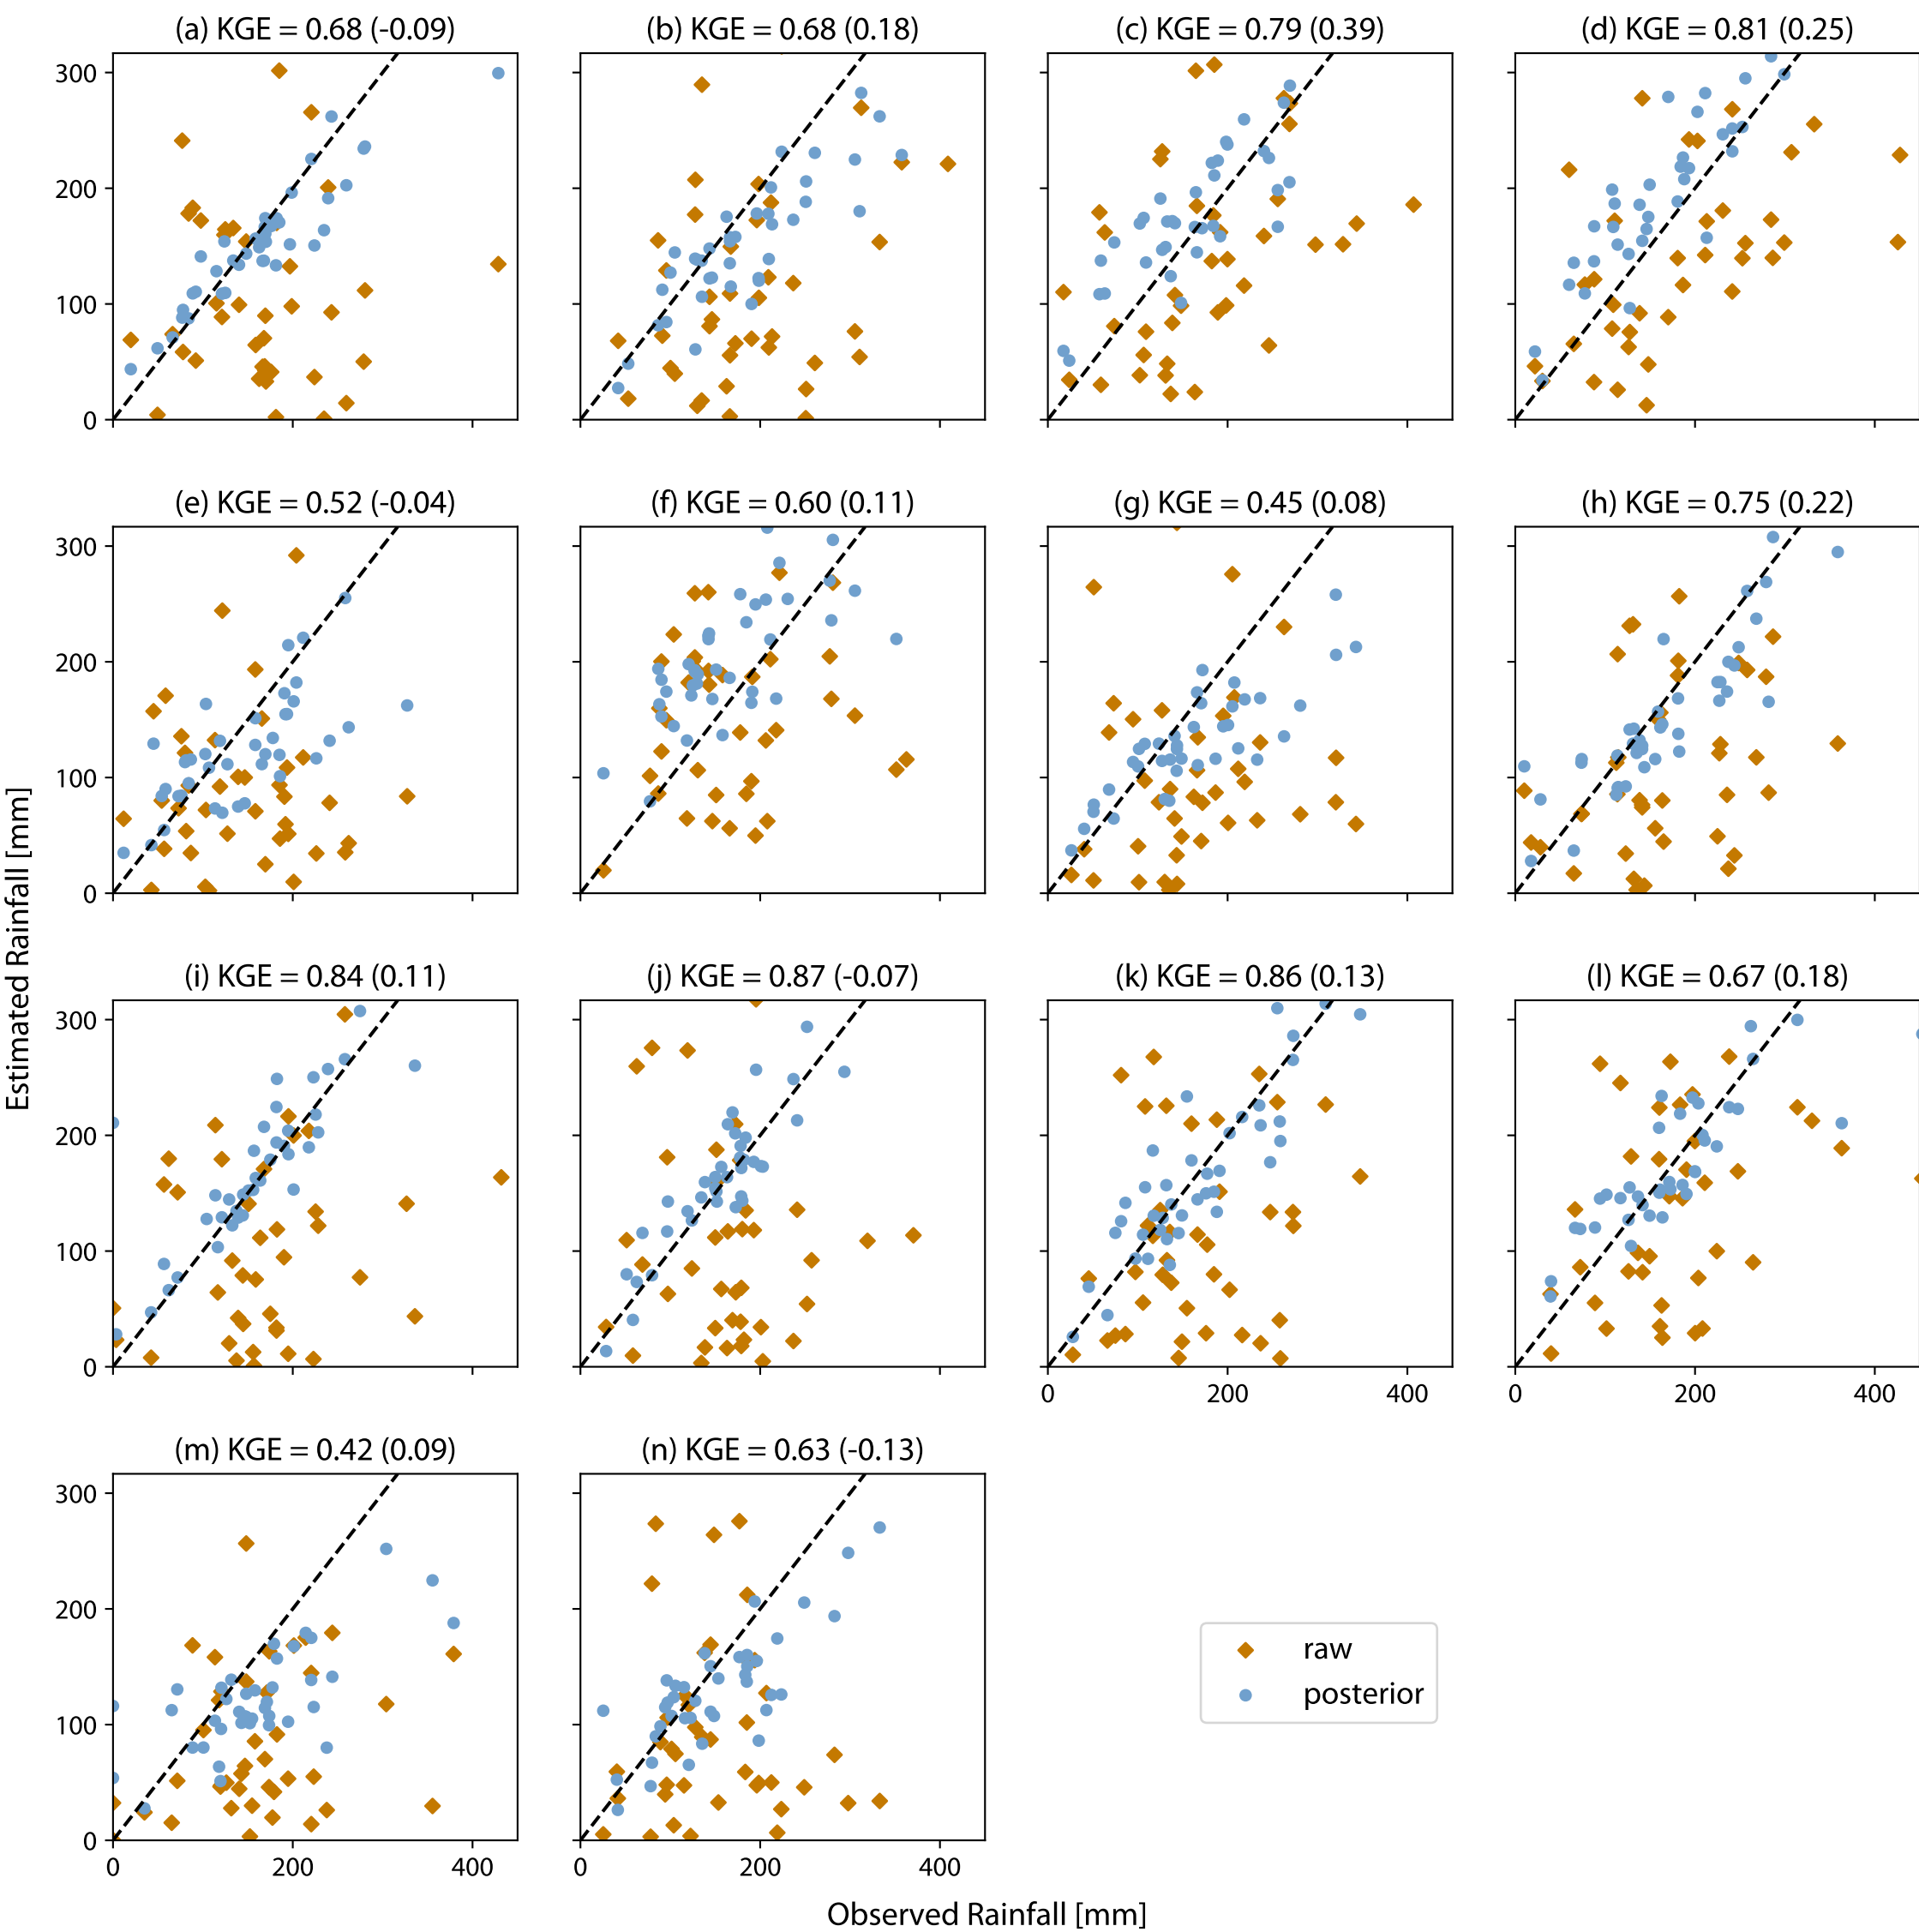 (a) KGE = 0.68 (-0.09)
(b) KGE = 0.68 (0.18)
(c) KGE = 0.79 (0.39)
(d) KGE = 0.81 (0.25)
300
200
100
0
(e) KGE = 0.52 (-0.04)
(f) KGE = 0.60 (0.11)
(g) KGE = 0.45 (0.08)
(h) KGE = 0.75 (0.22)
300
200
100
0
Estimated Rainfall [mm]
(i) KGE = 0.84 (0.11)
(j) KGE = 0.87 (-0.07)
(k) KGE = 0.86 (0.13)
(l) KGE = 0.67 (0.18)
300
200
100
0
0 200 400
0 200 400
(m) KGE = 0.42 (0.09)
(n) KGE = 0.63 (-0.13)
300
200
100
0
0 200 400
0 200 400
raw
posterior
Observed Rainfall [mm]